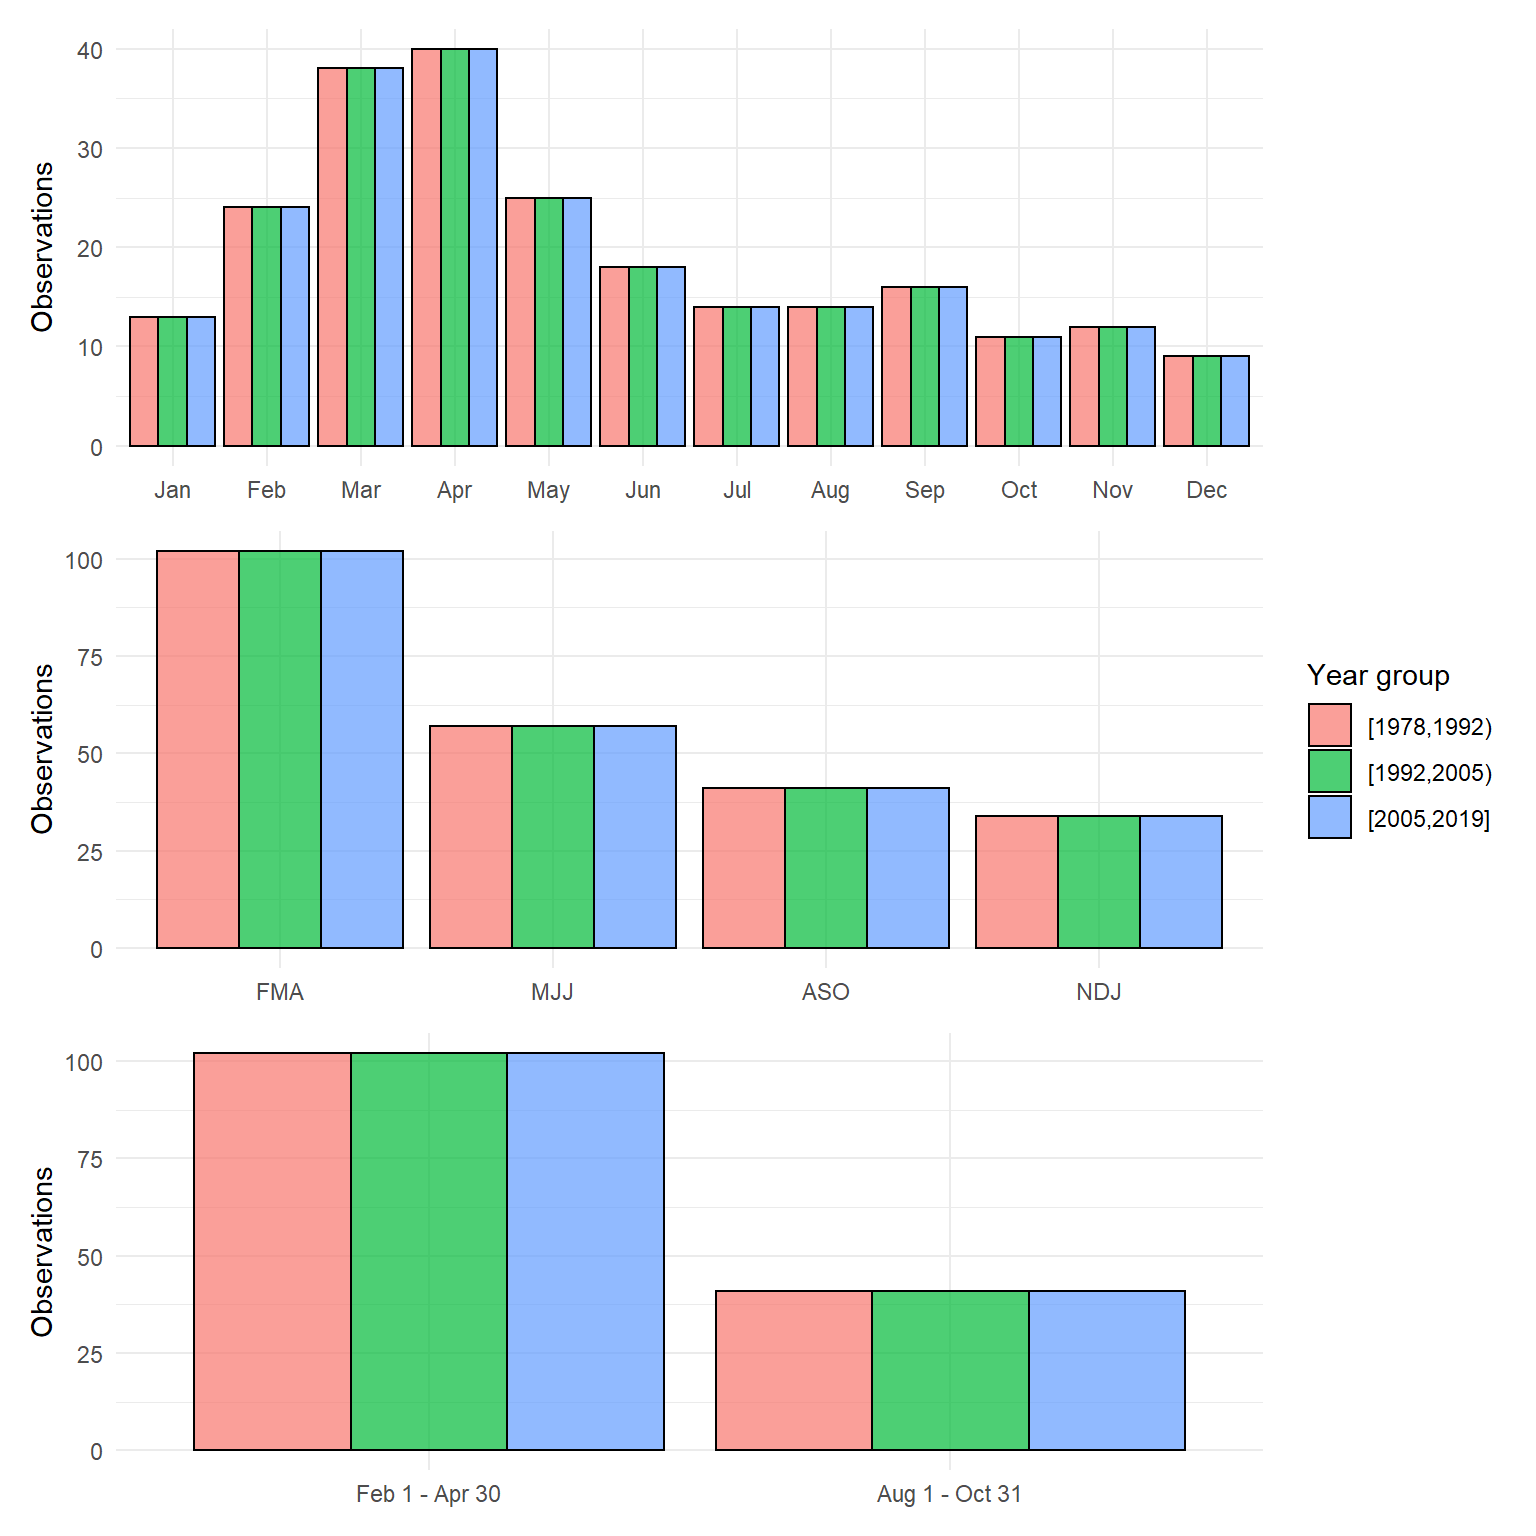 Observations
40
30
20
10
0
Jan Feb Mar Apr May Jun Jul Aug Sep Oct Nov Dec
Observations
100
75
50
25
0
FMA MJJ ASO NDJ
Year group
[1978,1992)
[1992,2005)
[2005,2019]
Observations
100
75
50
25
0
Feb 1 - Apr 30 Aug 1 - Oct 31